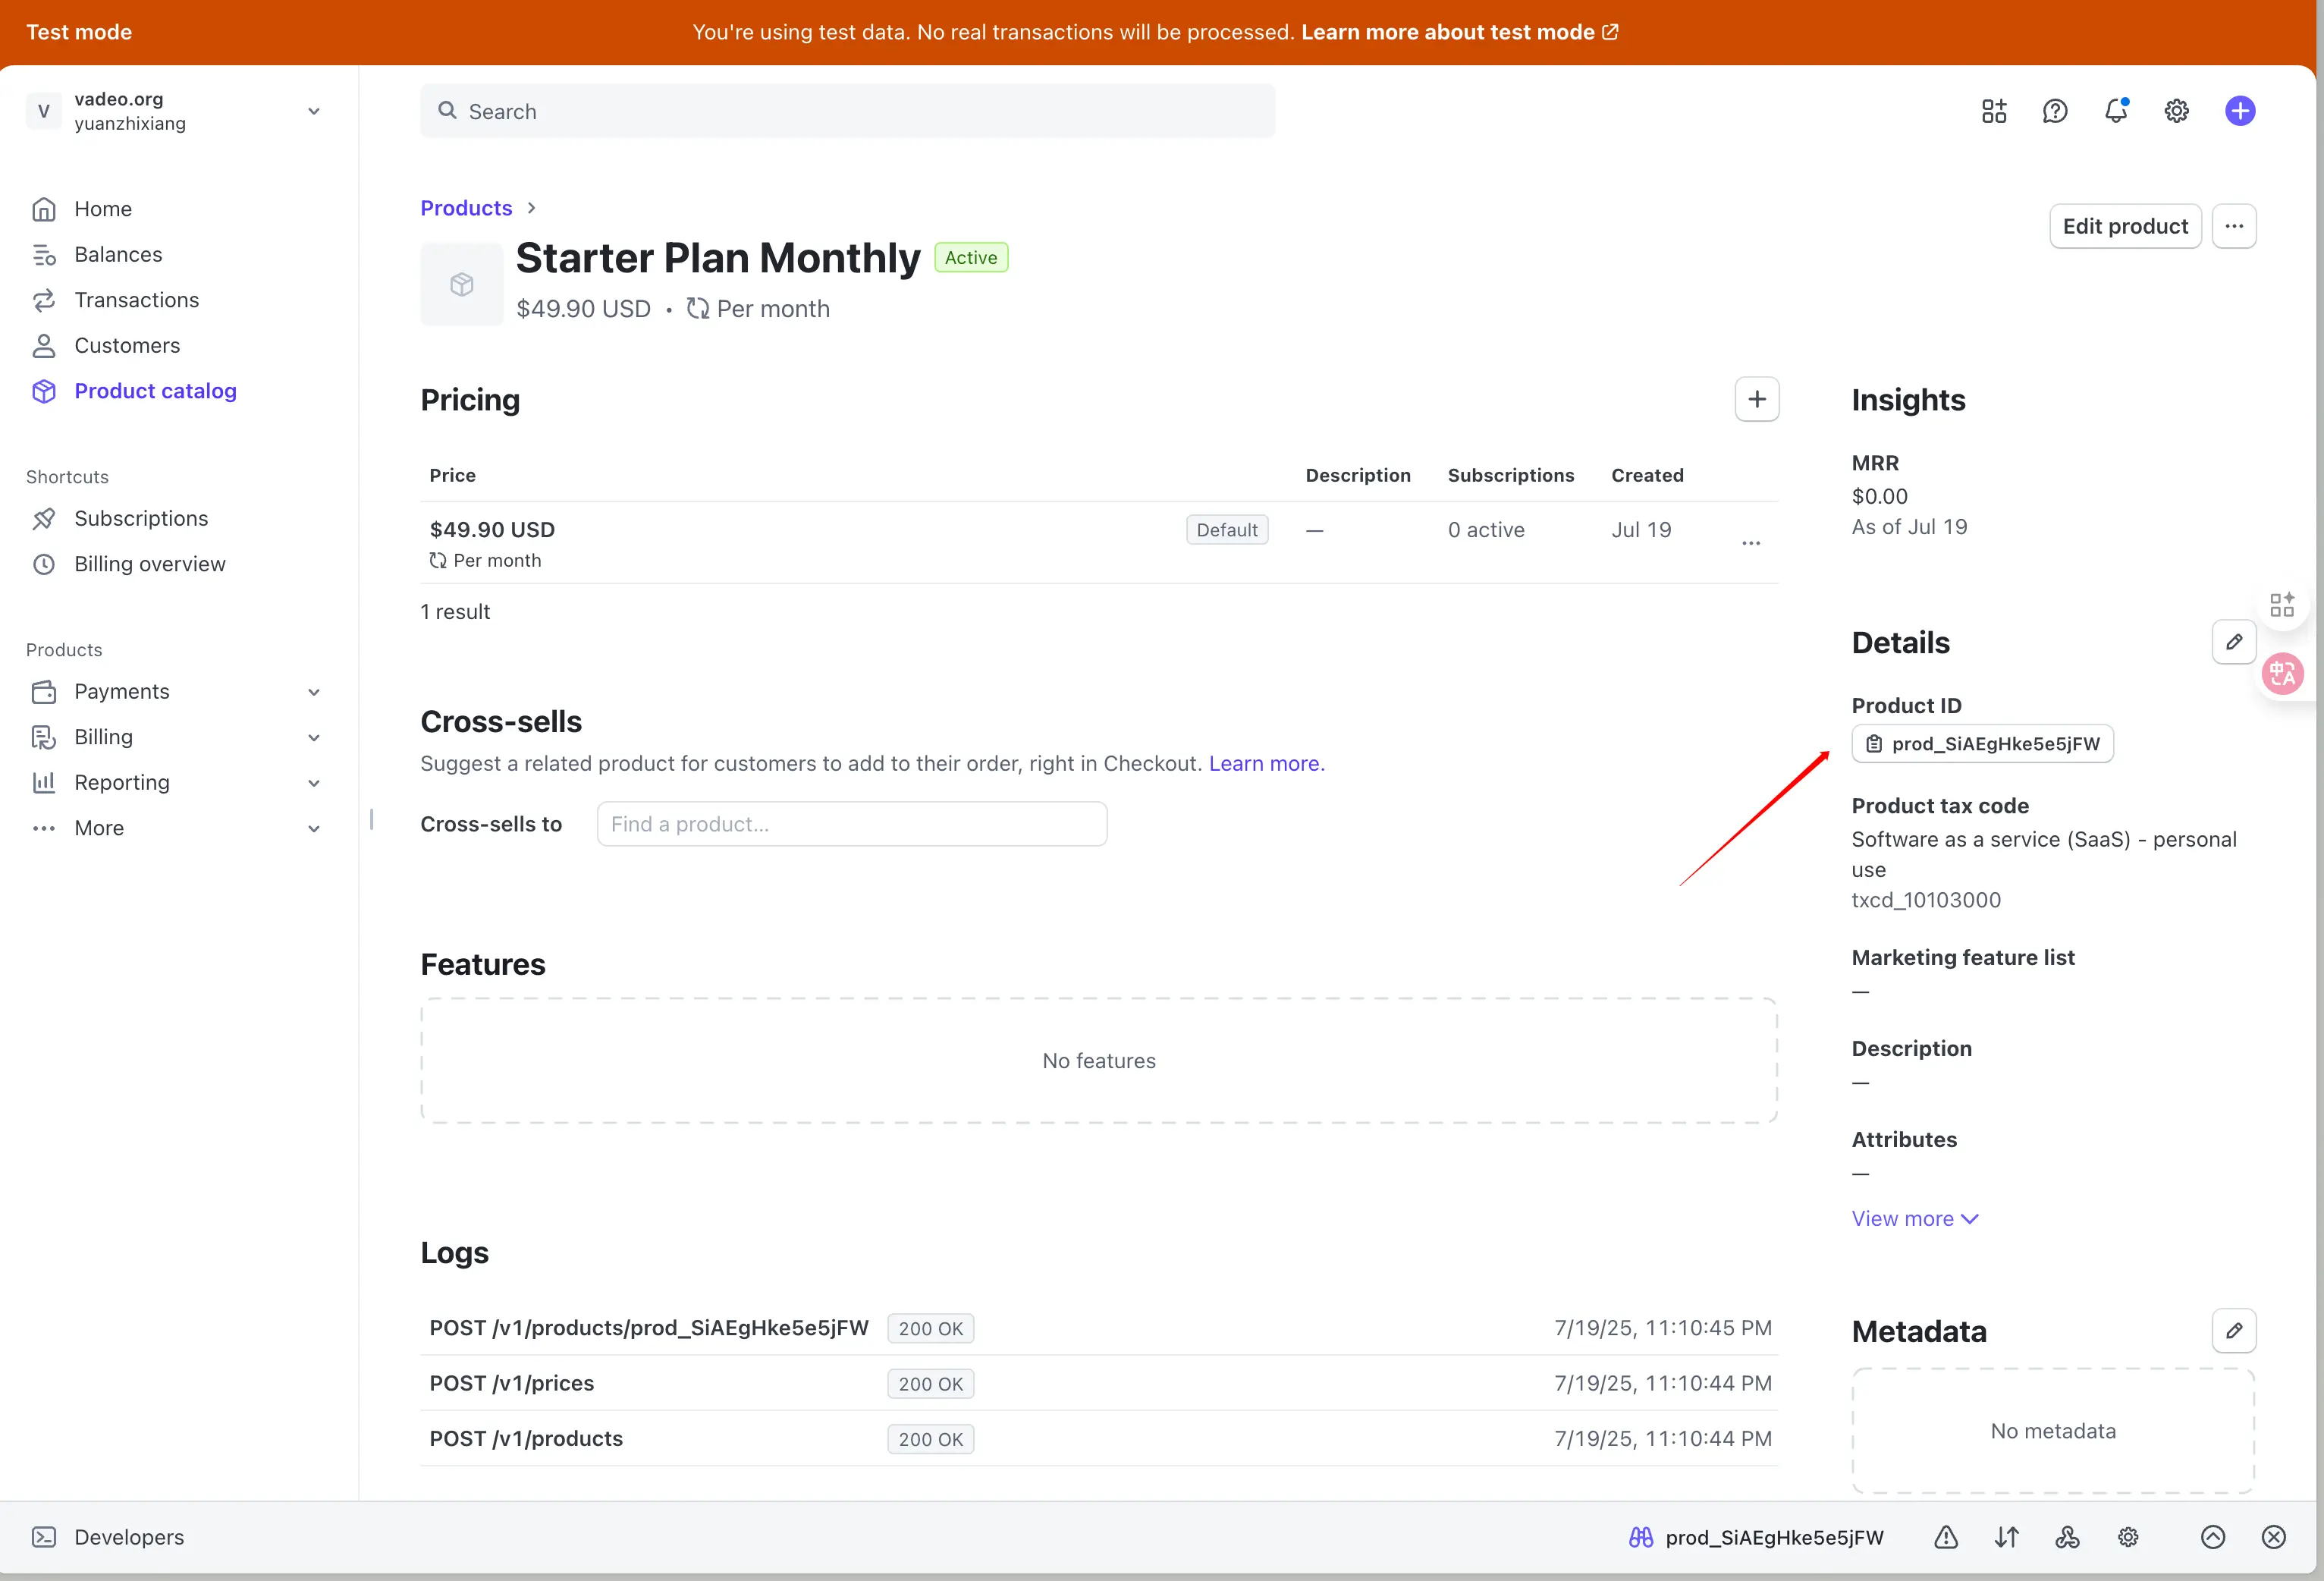 Test mode
You're using test data. No real transactions will be processed. Learn more about test mode
V
vadeo.org
yuanzhixiang
Search
Home
Balances
Transactions
Customers
Product catalog
Shortcuts
Subscriptions
Billing overview
Products
Payments
Billing
Reporting
More
Products
Starter Plan Monthly Active
$49.90 USD • Per month
Edit product
Pricing
Price Description Subscriptions Created
$49.90 USD Default — 0 active Jul 19
Per month
1 result
Cross-sells
Suggest a related product for customers to add to their order, right in Checkout. Learn more.
Cross-sells to Find a product...
Features
No features
Logs
POST /v1/products/prod_SiAEgHke5e5jFW 200 OK 7/19/25, 11:10:45 PM
POST /v1/prices 200 OK 7/19/25, 11:10:44 PM
POST /v1/products 200 OK 7/19/25, 11:10:44 PM
Insights
MRR
$0.00
As of Jul 19
Details
中A
Product ID
prod_SiAEgHke5e5jFW
Product tax code
Software as a service (SaaS) - personal
use
txcd_10103000
Marketing feature list
—
Description
—
Attributes
—
View more
Metadata
No metadata
Developers
prod_SiAEgHke5e5jFW